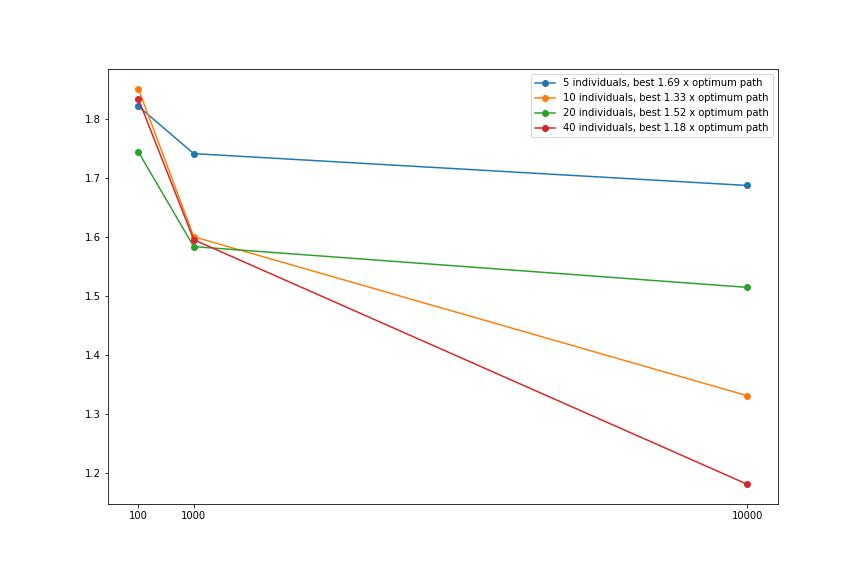 5 individuals, best 1.69 x optimum path
10 individuals, best 1.33 x optimum path
20 individuals, best 1.52 x optimum path
40 individuals, best 1.18 x optimum path
1.8
1.7
1.6
1.5
1.4
1.3
1.2
100 1000 10000